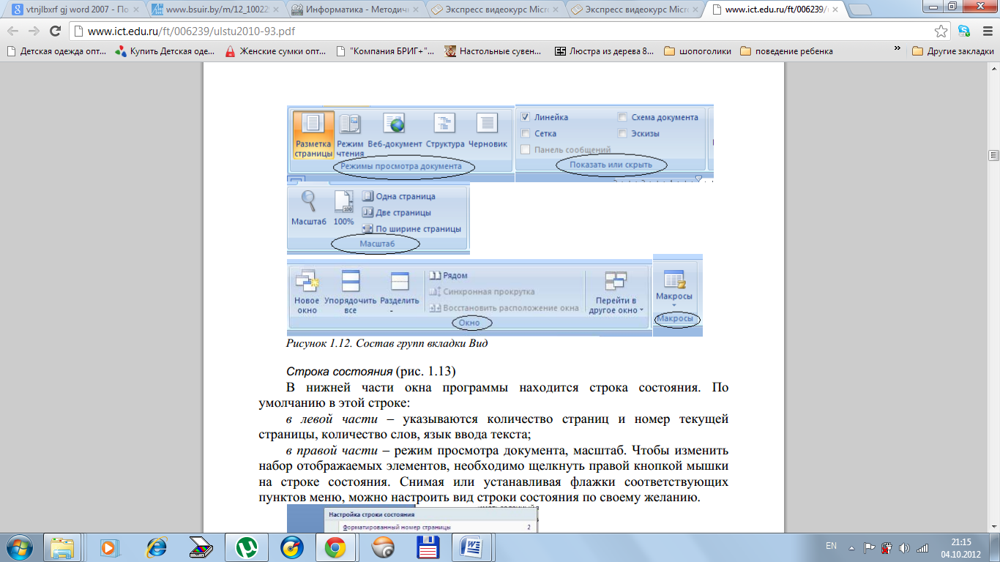 vtnjlbxrf gj word 2007 - По
www.bsuir.by/m/12_10022
Информатика - Методич
Экспресс видеокурс Micr
Экспресс видеокурс Micr
www.ict.edu.ru/ft/006239/
www.ict.edu.ru/ft/006239/ulstu2010-93.pdf
Детская одежда опт... Купить Детская оде... Женские сумки опт... "Компания БРИГ+"... Настольные сувен... Люстра из дерева 8... шопоголики поведение ребенка » Другие закладки
Разметка страницы
Режим чтения
Веб-документ
Структура
Черновик
Режимы просмотра документа
Линейка
Сетка
Панель сообщений
Схема документа
Эскизы
Показать или скрыть
Масштаб
100%
Одна страница
Две страницы
По ширине страницы
Масштаб
Новое окно
Упорядочить все
Разделить
Рядом
Синхронная прокрутка
Восстановить расположение окна
Перейти в другое окно
Окно
Макросы
Макросы
Рисунок 1.12. Состав групп вкладки Вид
Строка состояния (рис. 1.13)
В нижней части окна программы находится строка состояния. По
умолчанию в этой строке:
в левой части – указываются количество страниц и номер текущей
страницы, количество слов, язык ввода текста;
в правой части – режим просмотра документа, масштаб. Чтобы изменить
набор отображаемых элементов, необходимо щелкнуть правой кнопкой мышки
на строке состояния. Снимая или устанавливая флажки соответствующих
пунктов меню, можно настроить вид строки состояния по своему желанию.
Настройка строки состояния
Форматированный номер страницы 2
EN
21:15
04.10.2012